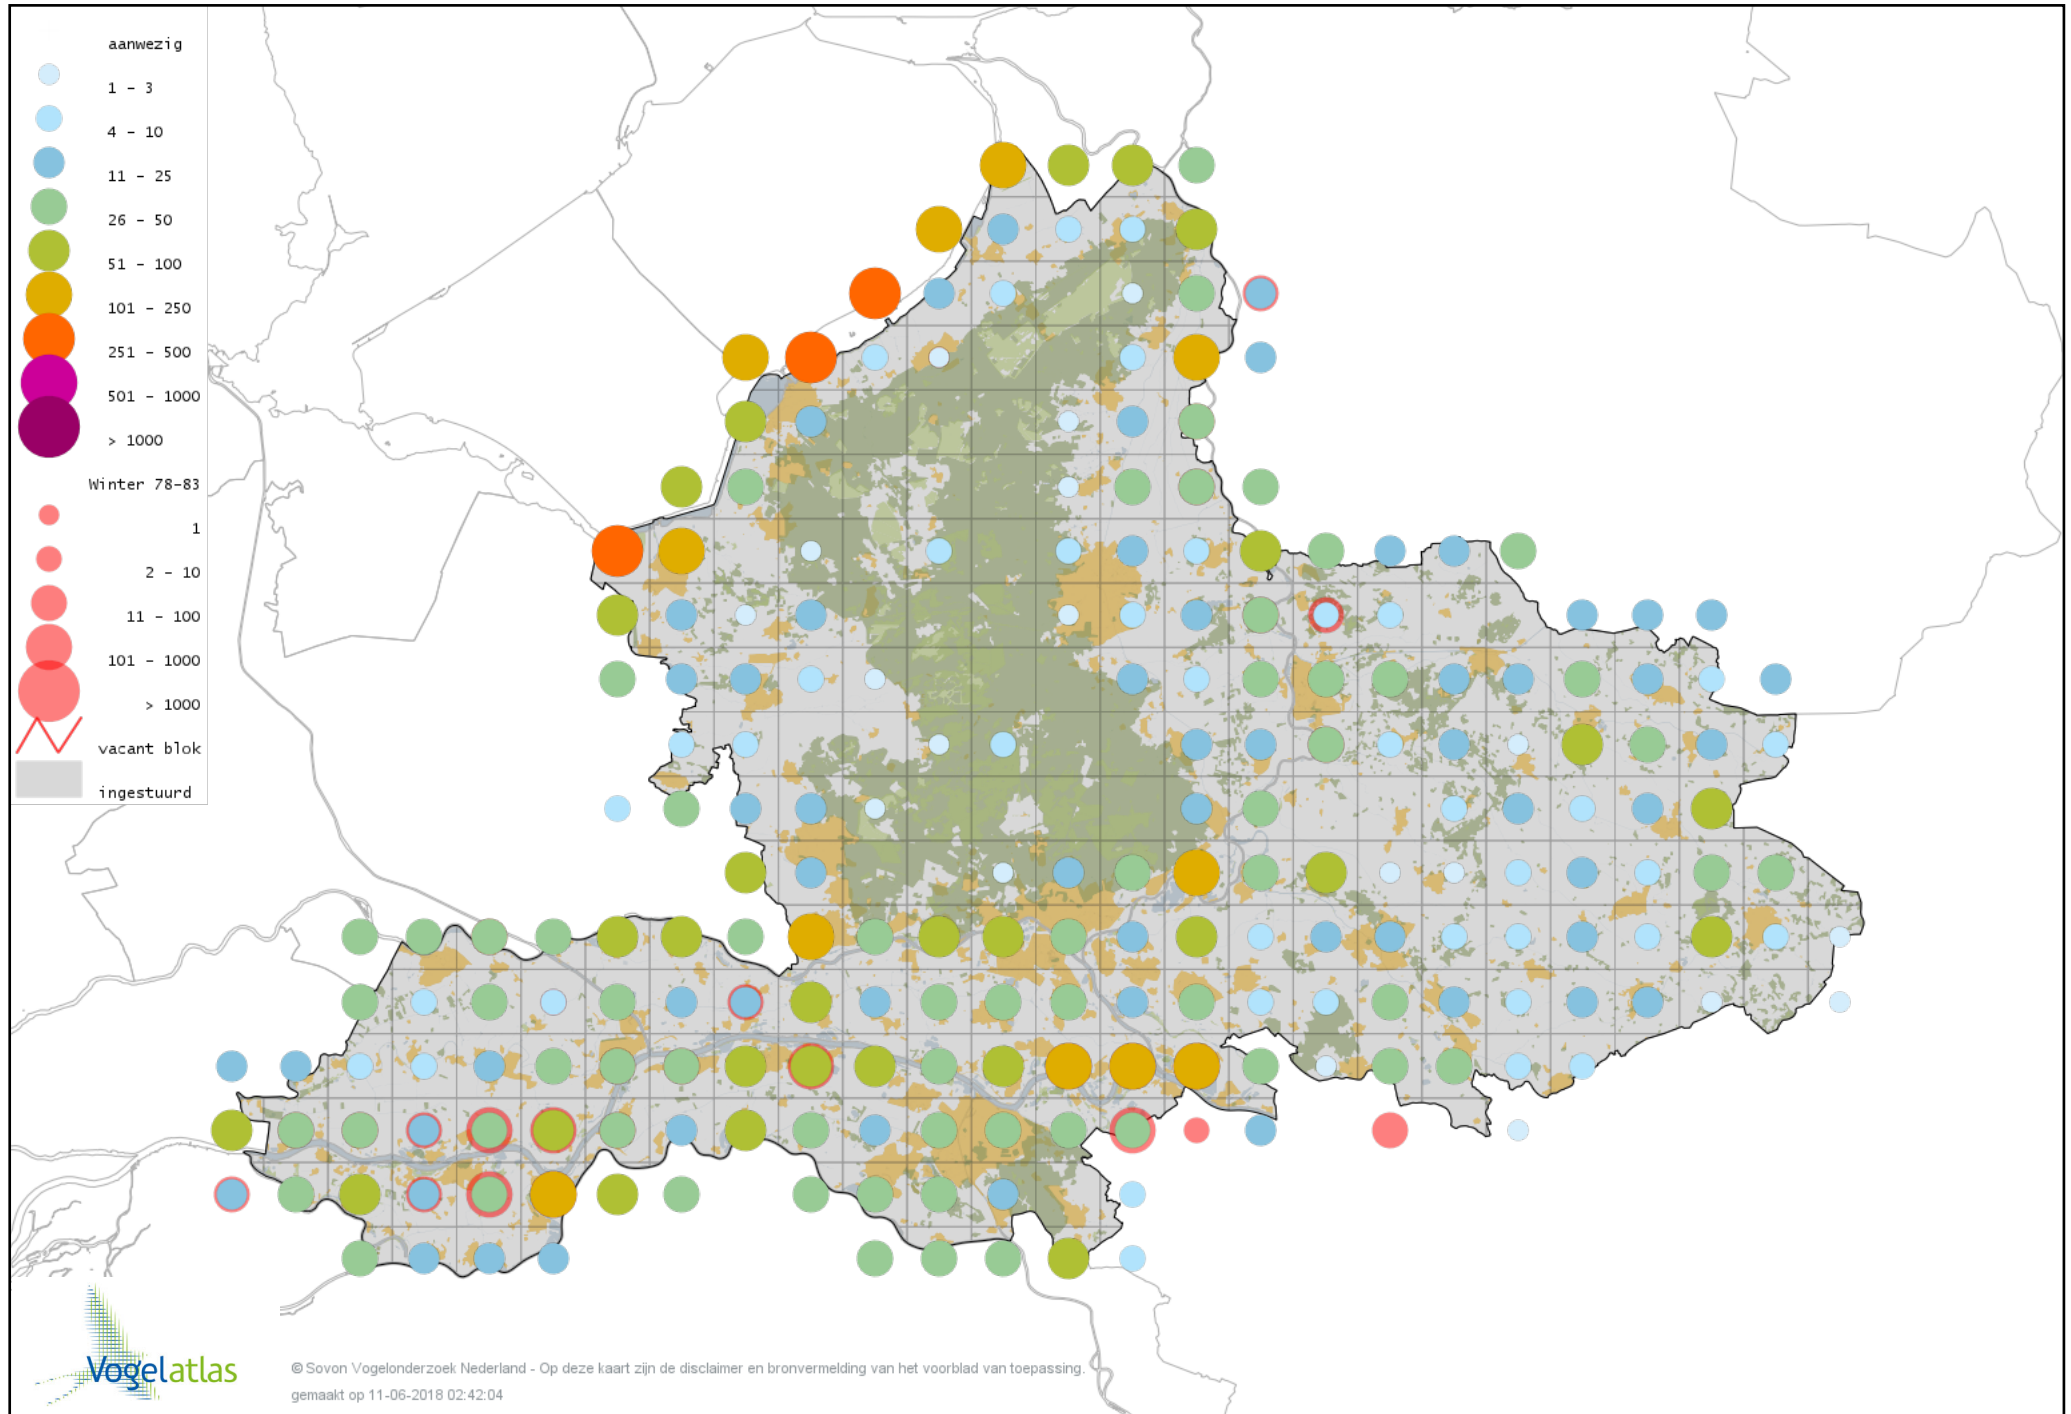 aanwezig
1 - 3
4 - 10
11 - 25
26 - 50
51 - 100
101 - 250
251 - 500
501 - 1000
> 1000
Winter 78-83
1
2 - 10
11 - 100
101 - 1000
> 1000
vacant blok
ingestuurd
Vogelatlas
© Sovon Vogelonderzoek Nederland - Op deze kaart zijn de disclaimer en bronvermelding van het voorblad van toepassing.
gemaakt op 11-06-2018 02:42:04